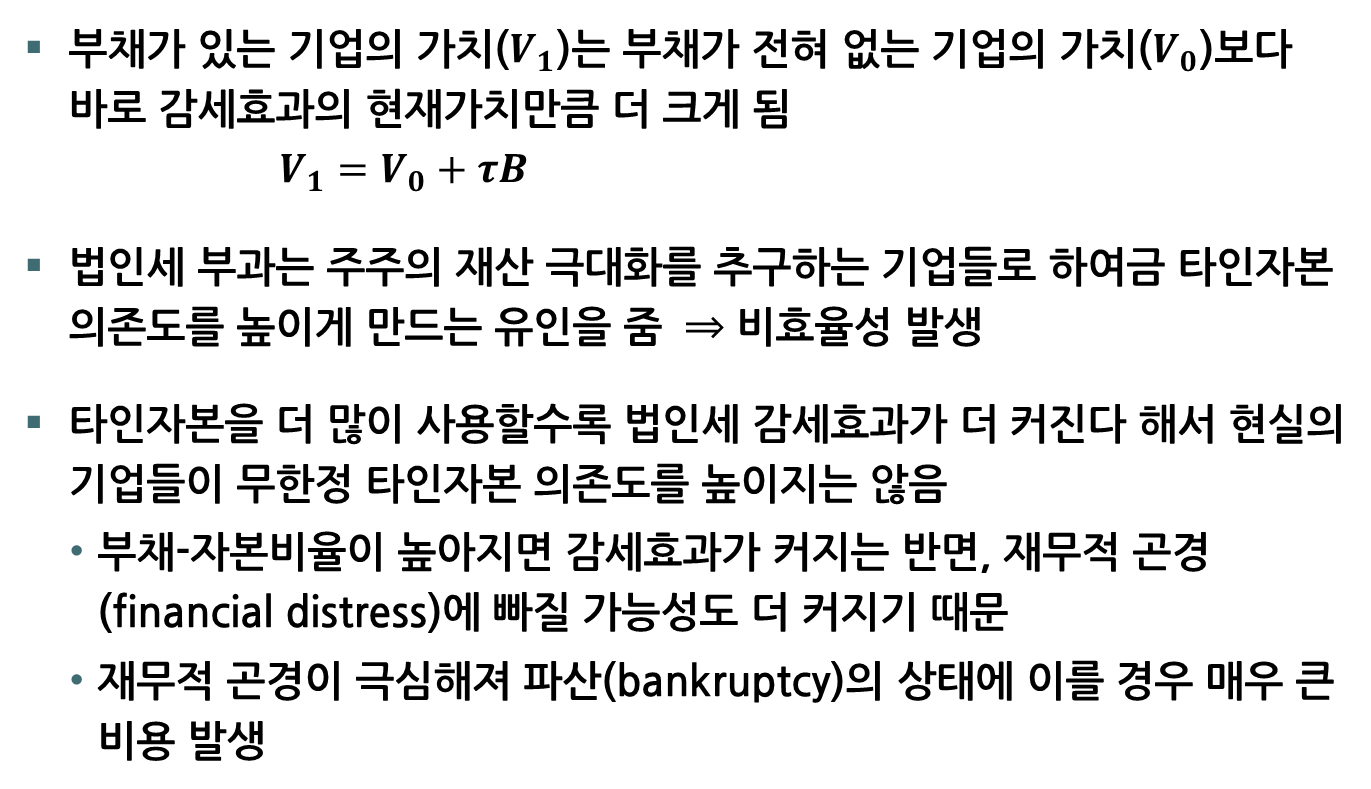 ▪ 부채가 있는 기업의 가치(V₁)는 부채가 전혀 없는 기업의 가치(V₀)보다
바로 감세효과의 현재가치만큼 더 크게 됨
V₁ = V₀ + τB
▪ 법인세 부과는 주주의 재산 극대화를 추구하는 기업들로 하여금 타인자본
의존도를 높이게 만드는 유인을 줌 ⇒ 비효율성 발생
▪ 타인자본을 더 많이 사용할수록 법인세 감세효과가 더 커진다 해서 현실의
기업들이 무한정 타인자본 의존도를 높이지는 않음
• 부채-자본비율이 높아지면 감세효과가 커지는 반면, 재무적 곤경
(financial distress)에 빠질 가능성도 더 커지기 때문
• 재무적 곤경이 극심해져 파산(bankruptcy)의 상태에 이를 경우 매우 큰
비용 발생